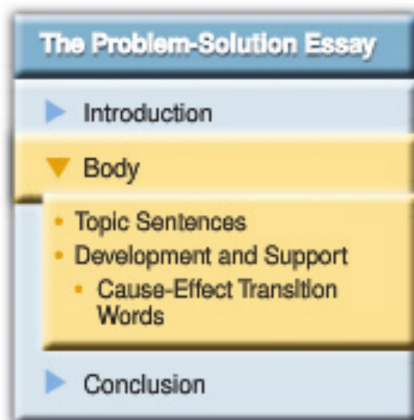 The Problem-Solution Essay
Introduction
Body
Topic Sentences
Development and Support
Cause-Effect Transition
Words
Conclusion